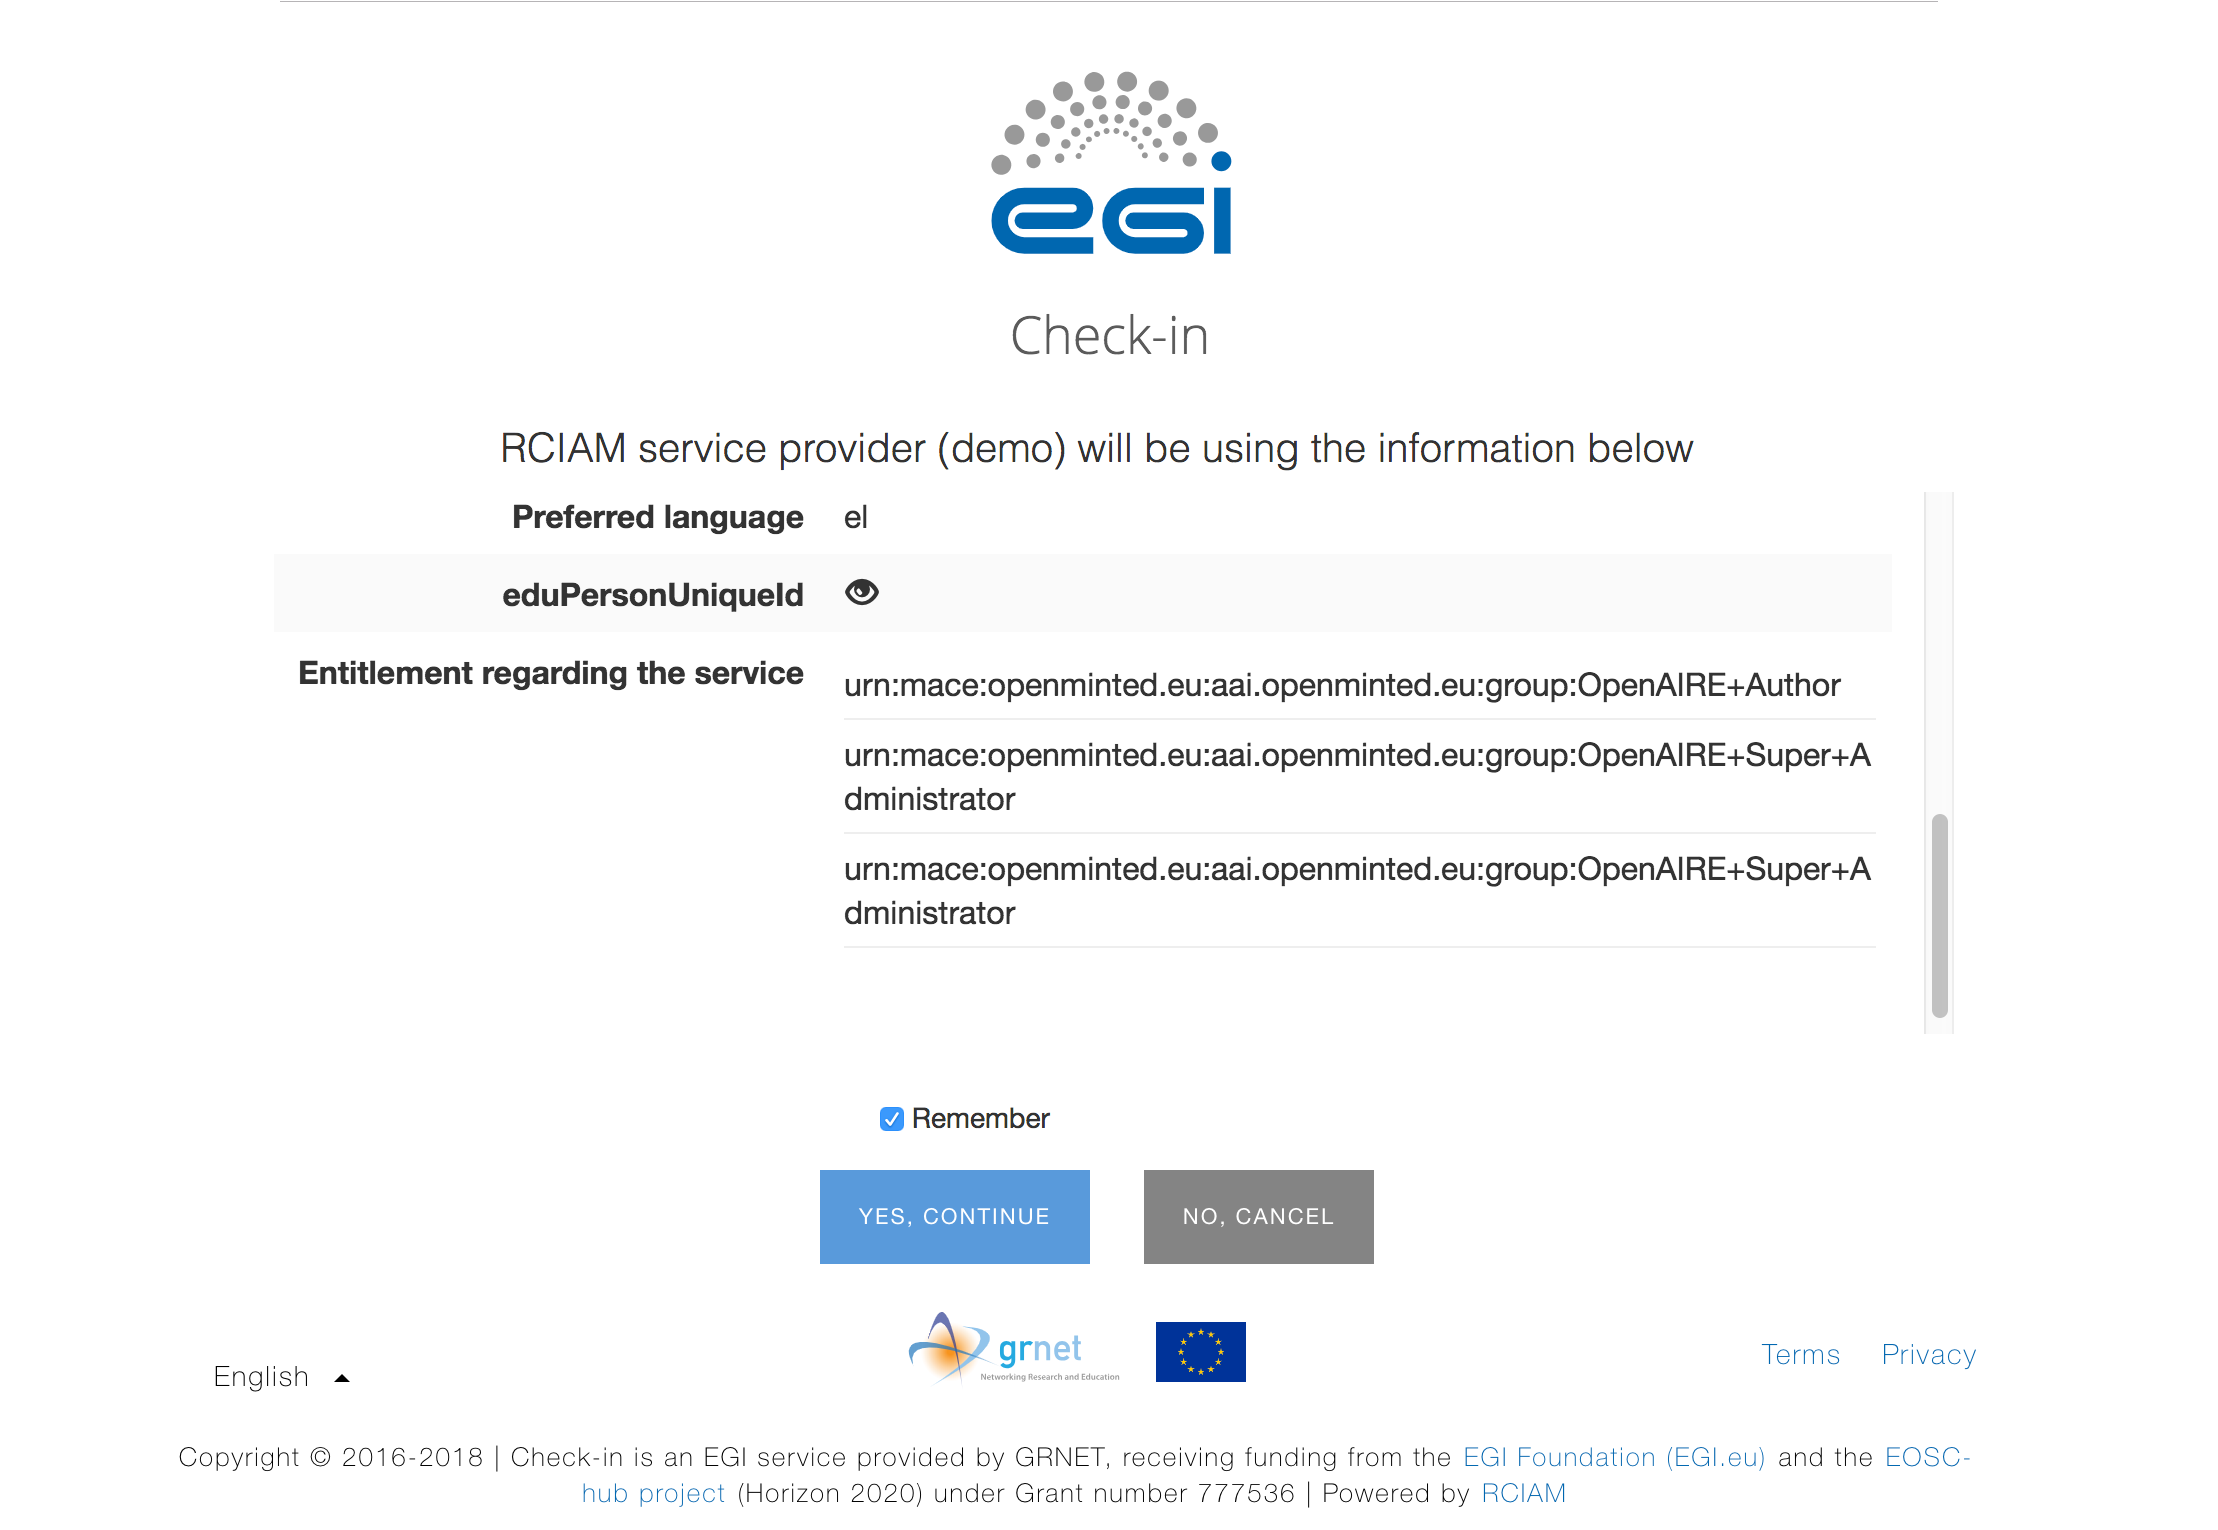 egi
Check-in
RCIAM service provider (demo) will be using the information below
Preferred language el
eduPersonUniqueId
Entitlement regarding the service urn:mace:openminted.eu:aai.openminted.eu:group:OpenAIRE+Author
urn:mace:openminted.eu:aai.openminted.eu:group:OpenAIRE+Super+A
dministrator
urn:mace:openminted.eu:aai.openminted.eu:group:OpenAIRE+Super+A
dministrator
Remember
YES, CONTINUE NO, CANCEL
grnet
Networking Research and Education
English
Terms Privacy
Copyright © 2016-2018 | Check-in is an EGI service provided by GRNET, receiving funding from the EGI Foundation (EGI.eu) and the EOSC-
hub project (Horizon 2020) under Grant number 777536 | Powered by RCIAM